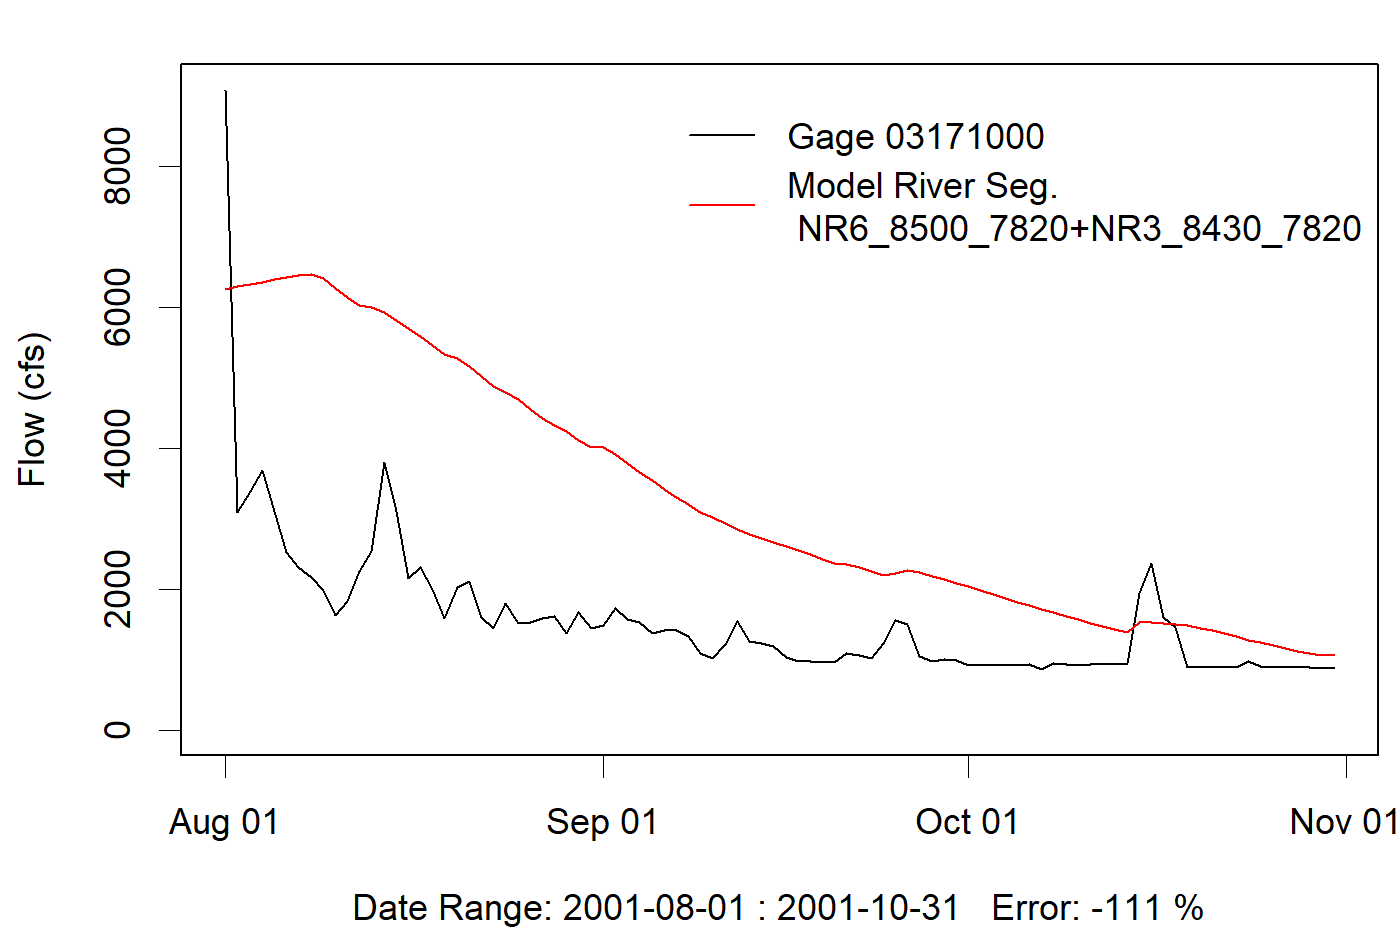 Gage 03171000
Model River Seg.
NR6_8500_7820+NR3_8430_7820
Flow (cfs)
8000
6000
4000
2000
0
Aug 01
Sep 01
Oct 01
Nov 01
Date Range: 2001-08-01 : 2001-10-31 Error: -111 %